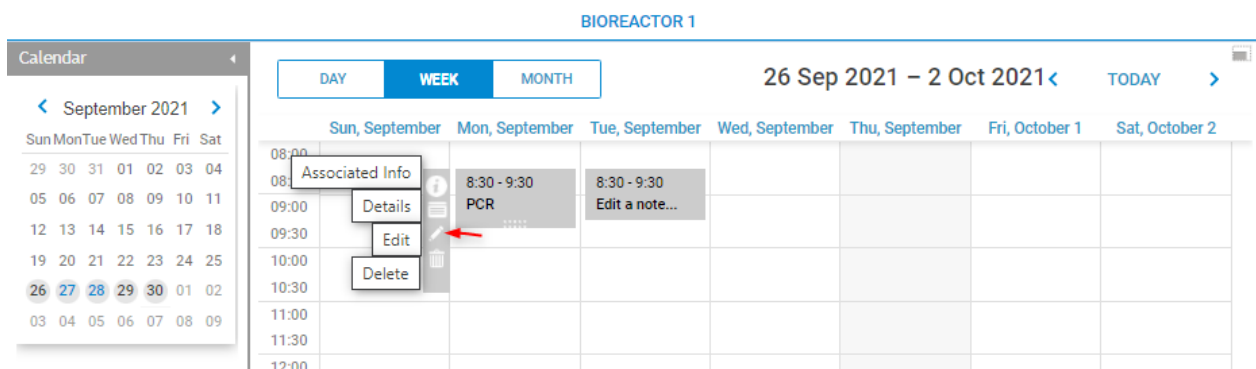 BIOREACTOR 1
Calendar
September 2021
Sun Mon Tue Wed Thu Fri Sat
29 30 31 01 02 03 04
05 06 07 08 09 10 11
12 13 14 15 16 17 18
19 20 21 22 23 24 25
26 27 28 29 30 01 02
03 04 05 06 07 08 09
DAY WEEK MONTH
26 Sep 2021 – 2 Oct 2021
TODAY
Sun, September Mon, September Tue, September Wed, September Thu, September Fri, October 1 Sat, October 2
08:00
09:00
09:30
10:00
10:30
11:00
11:30
12:00
Associated Info
Details
Edit
Delete
8:30 - 9:30
PCR
8:30 - 9:30
Edit a note...